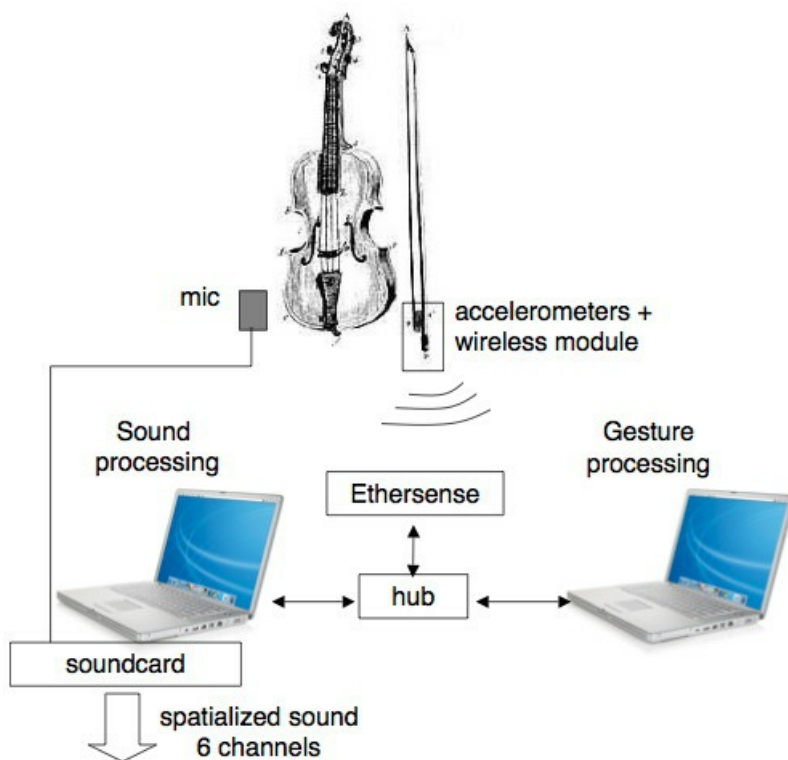 mic
accelerometers +
wireless module
Sound
processing
Gesture
processing
Ethersense
hub
soundcard
spatialized sound
6 channels